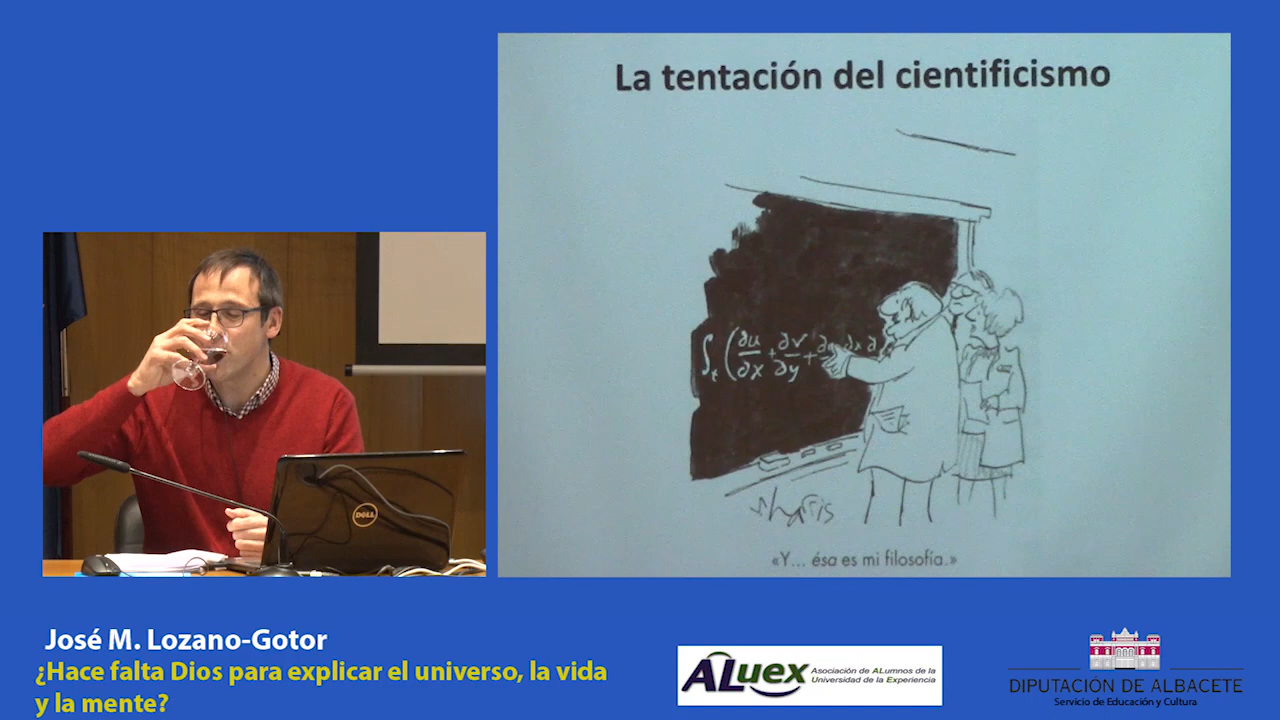 La tentación del cientificismo
∫t (∂u/∂x + ∂v/∂y + ∂
sharris
«Y... ésa es mi filosofía.»
DELL
José M. Lozano-Gotor
¿Hace falta Dios para explicar el universo, la vida
y la mente?
ALuex
Asociación de ALumnos de la
Universidad de la Experiencia
DIPUTACIÓN DE ALBACETE
Servicio de Educación y Cultura